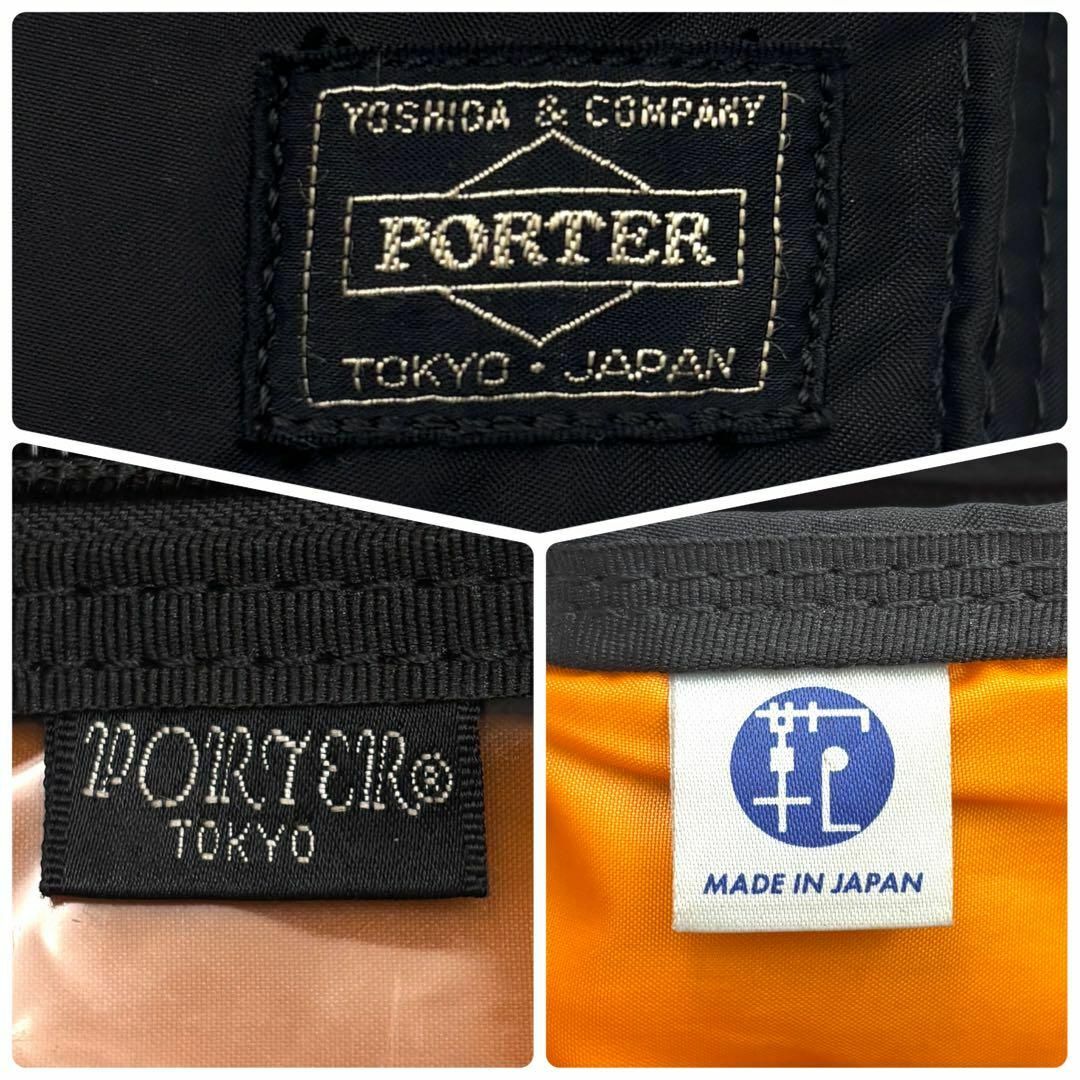 YOSHIDA & COMPANY
PORTER
TOKYO · JAPAN
PORTER®
TOKYO
MADE IN JAPAN